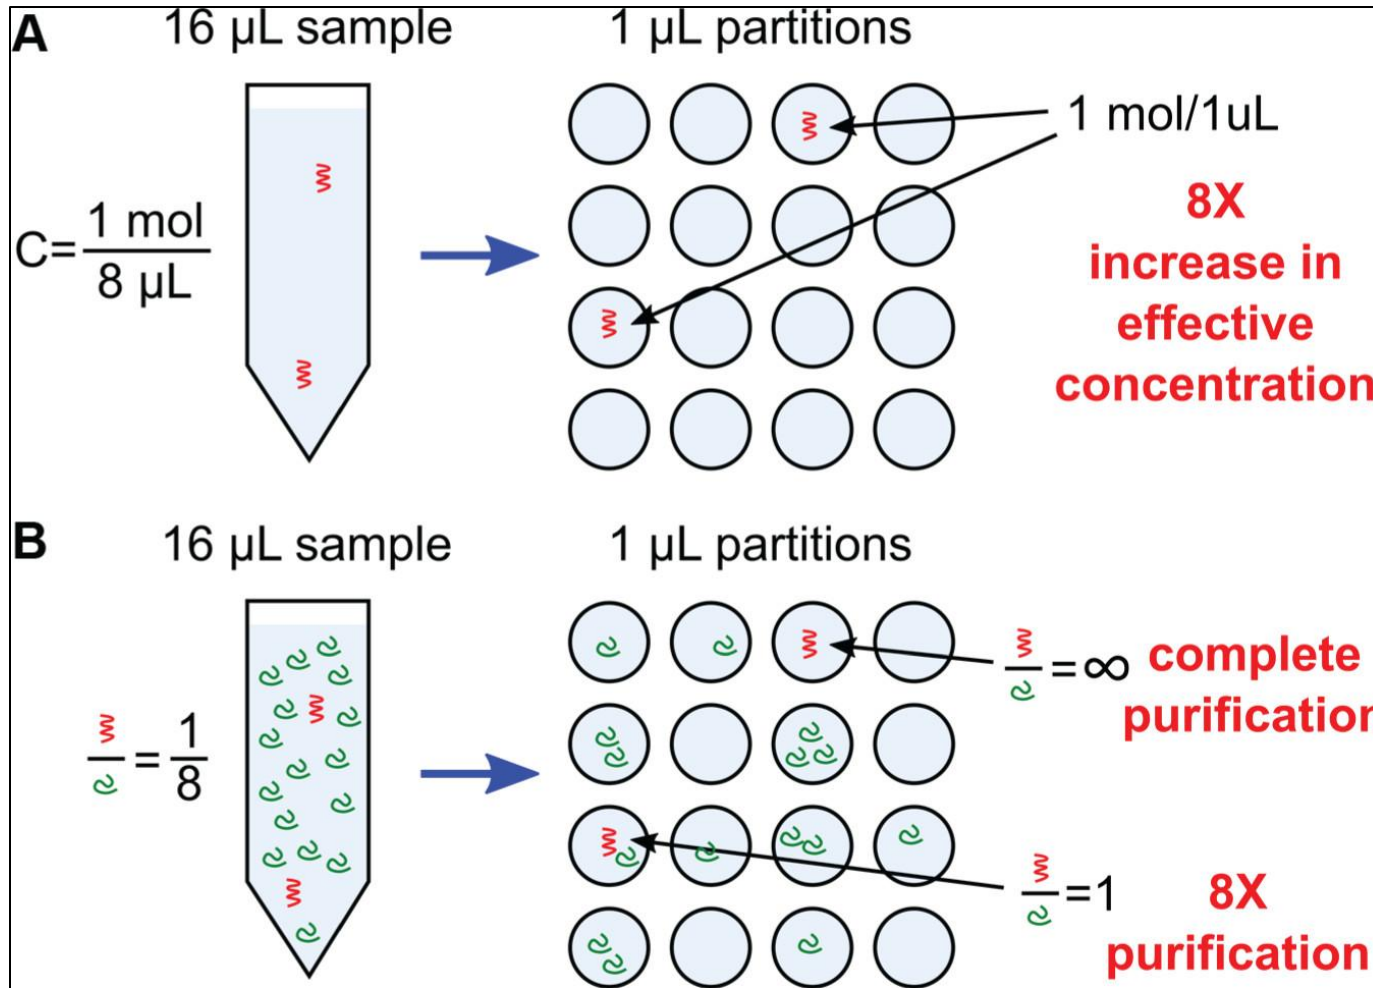 A
16 µL sample
1 µL partitions
C=
1 mol
8 µL
1 mol/1uL
8X
increase in
effective
concentration
B
16 µL sample
1 µL partitions
=
1
8
=∞
complete
purification
=1
8X
purification